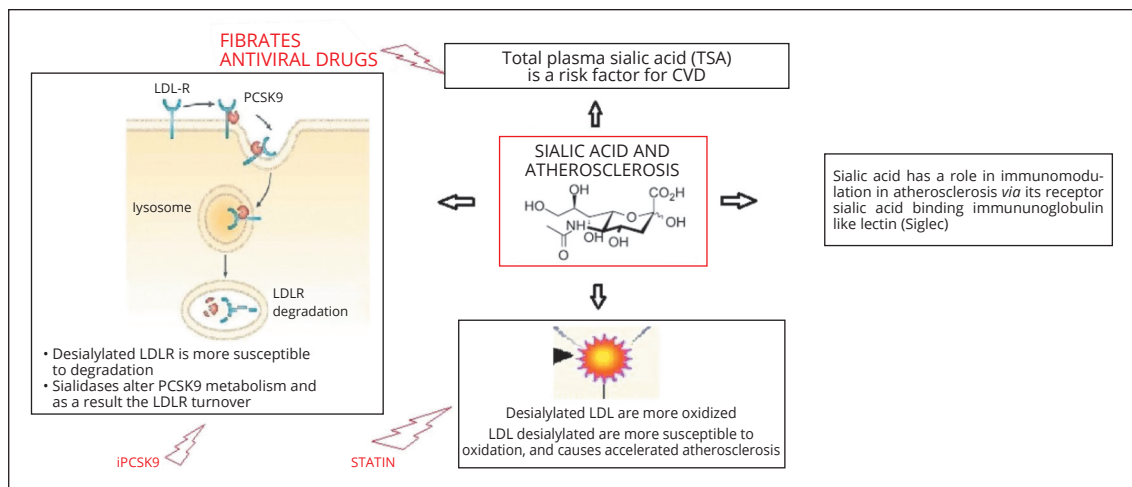 FIBRATES
ANTIVIRAL DRUGS
Total plasma sialic acid (TSA)
is a risk factor for CVD
LDL-R
PCSK9
lysosome
LDLR
degradation
• Desialylated LDLR is more susceptible
to degradation
• Sialidases alter PCSK9 metabolism and
as a result the LDLR turnover
SIALIC ACID AND
ATHEROSCLEROSIS
HO
OH
CO₂H
HN
O
OH
OH
OH
O
Sialic acid has a role in immunomodu-
lation in atherosclerosis via its receptor
sialic acid binding immununoglobulin
like lectin (Siglec)
Desialylated LDL are more oxidized
LDL desialylated are more susceptible to
oxidation, and causes accelerated atherosclerosis
iPCSK9
STATIN